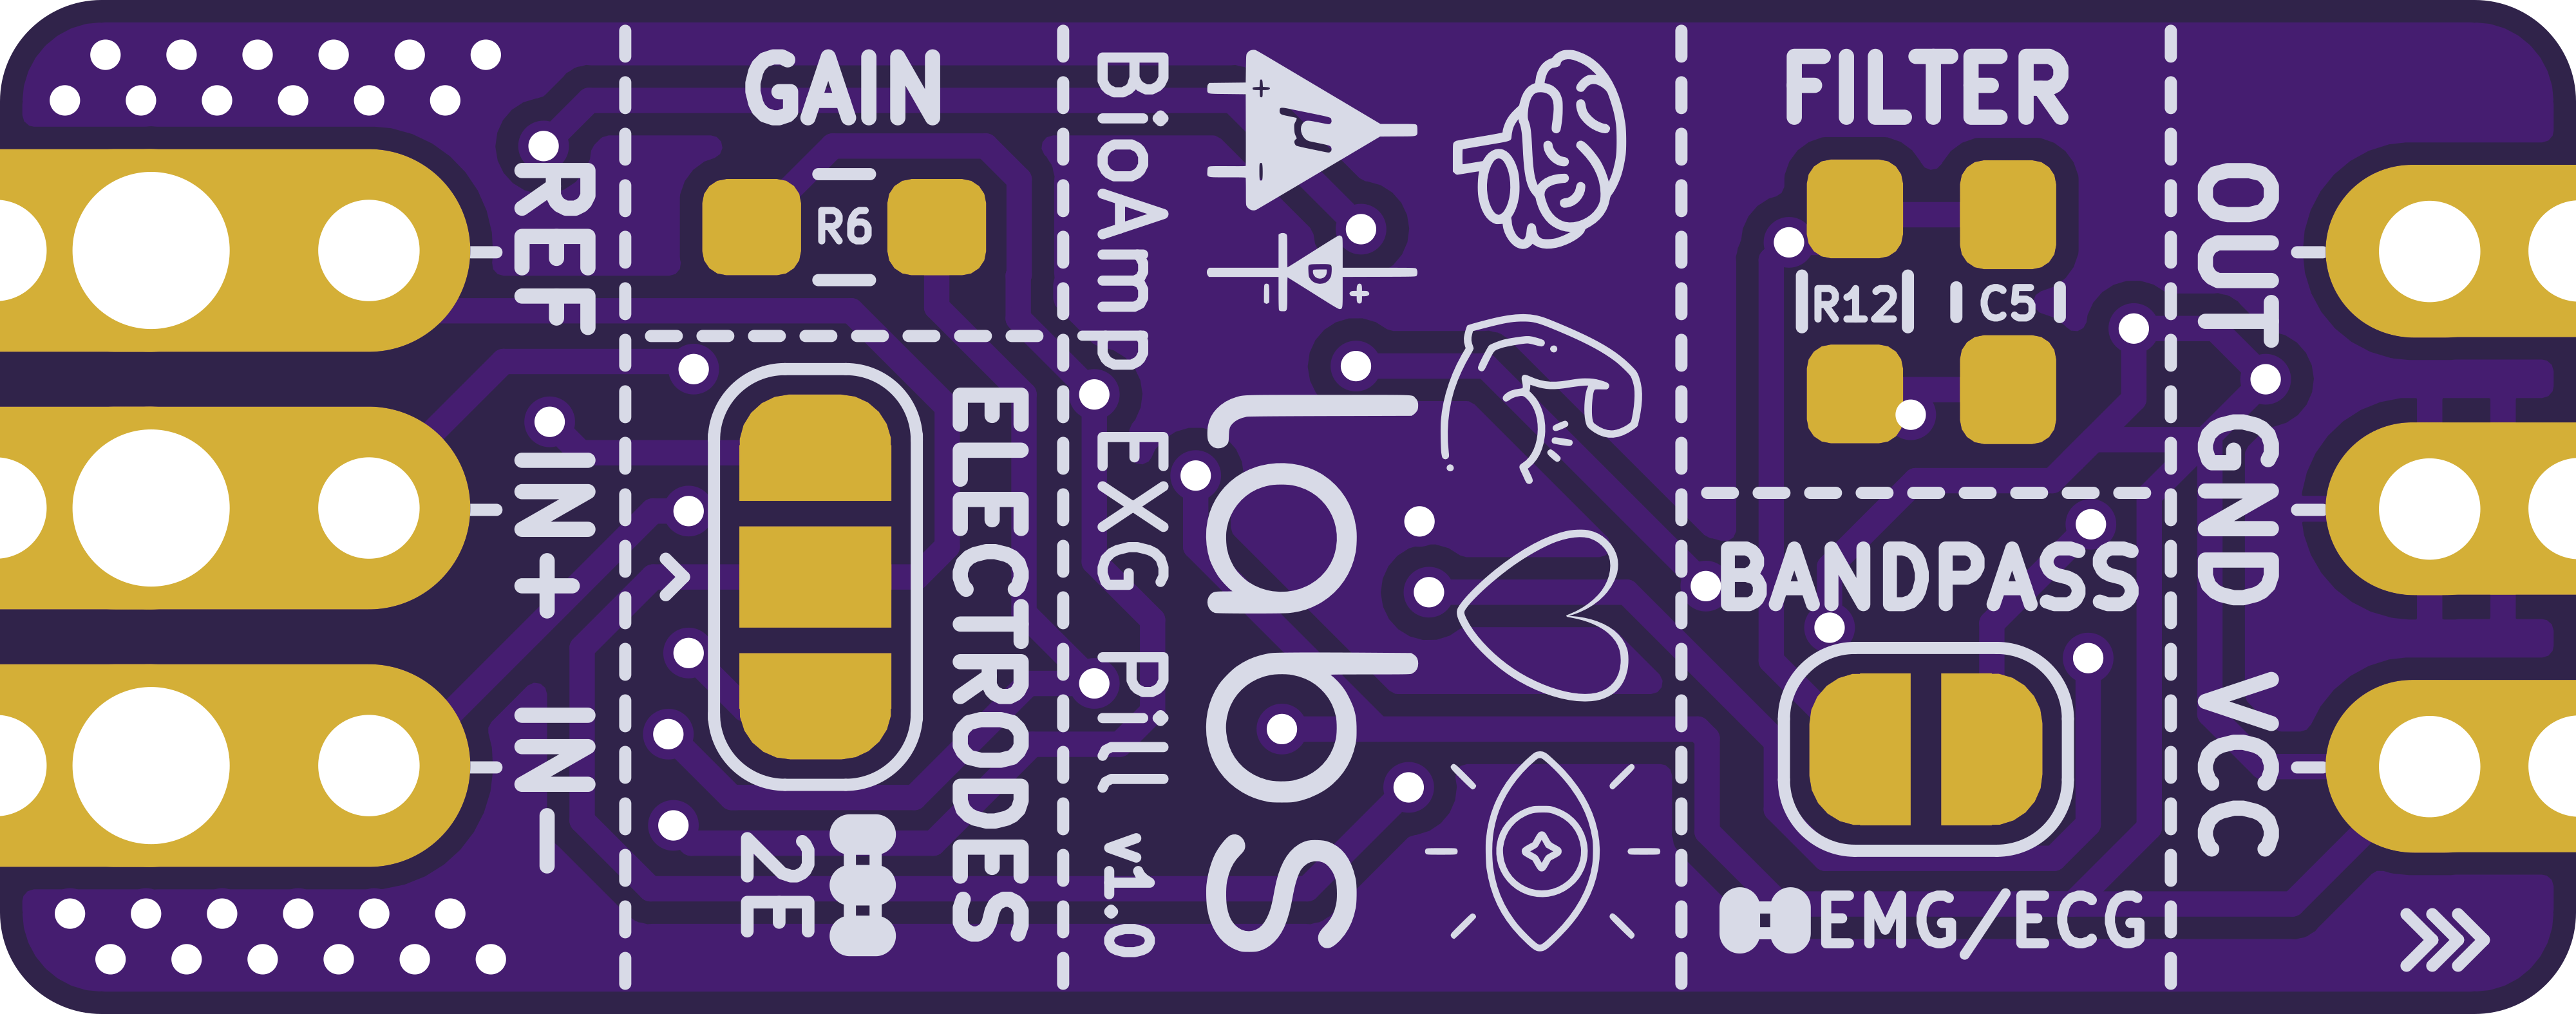 REF
IN+
IN−
GAIN
R6
ELECTRODES
2E
BioAmp EXG Pill v1.0
+
-
μ
D
-
+
labs
FILTER
R12
C5
BANDPASS
EMG/ECG
OUT
GND
VCC